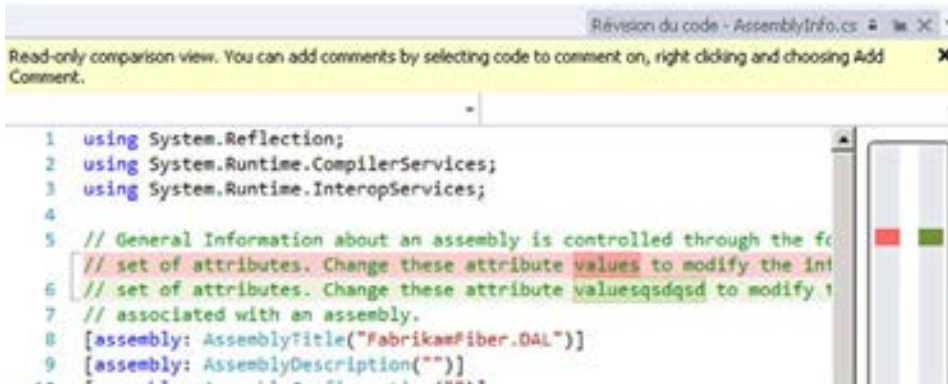 Révision du code - AssemblyInfo.cs
Read-only comparison view. You can add comments by selecting code to comment on, right clicking and choosing Add
Comment.
1 using System.Reflection;
2 using System.Runtime.CompilerServices;
3 using System.Runtime.InteropServices;
4
5 // General Information about an assembly is controlled through the fo
// set of attributes. Change these attribute values to modify the inf
6 // set of attributes. Change these attribute valuesqsdqsd to modify t
7 // associated with an assembly.
8 [assembly: AssemblyTitle("FabrikamFiber.DAL")]
9 [assembly: AssemblyDescription("")]